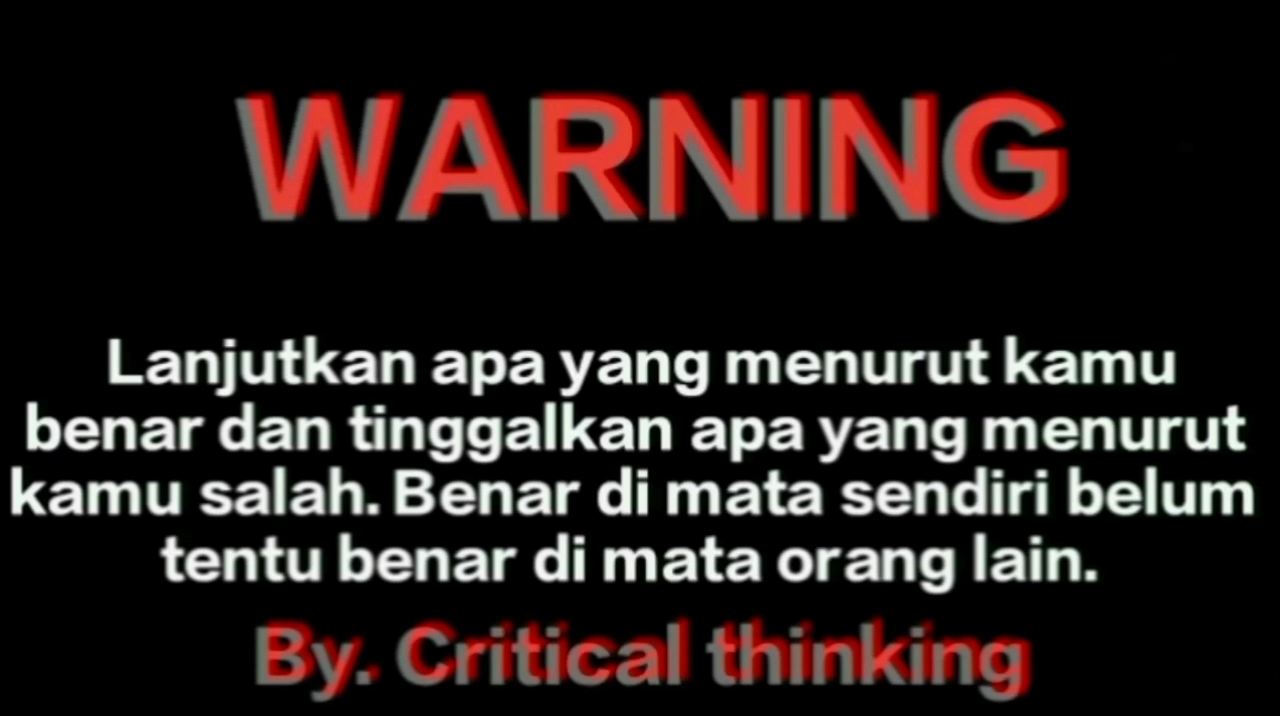 WARNING
Lanjutkan apa yang menurut kamu
benar dan tinggalkan apa yang menurut
kamu salah. Benar di mata sendiri belum
tentu benar di mata orang lain.
By. Critical thinking